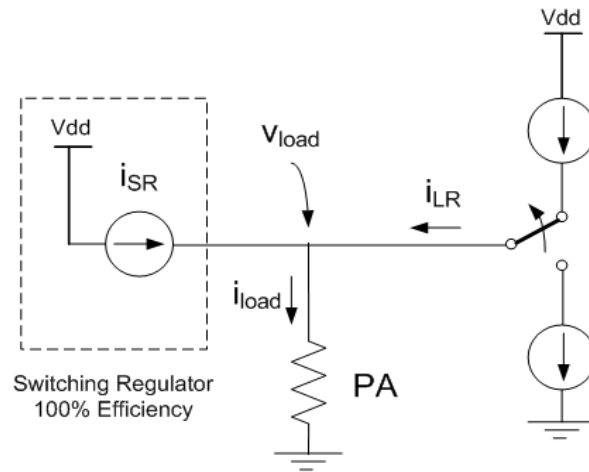 Vdd
Vdd
vload
iSR
iLR
iload
PA
Switching Regulator
100% Efficiency